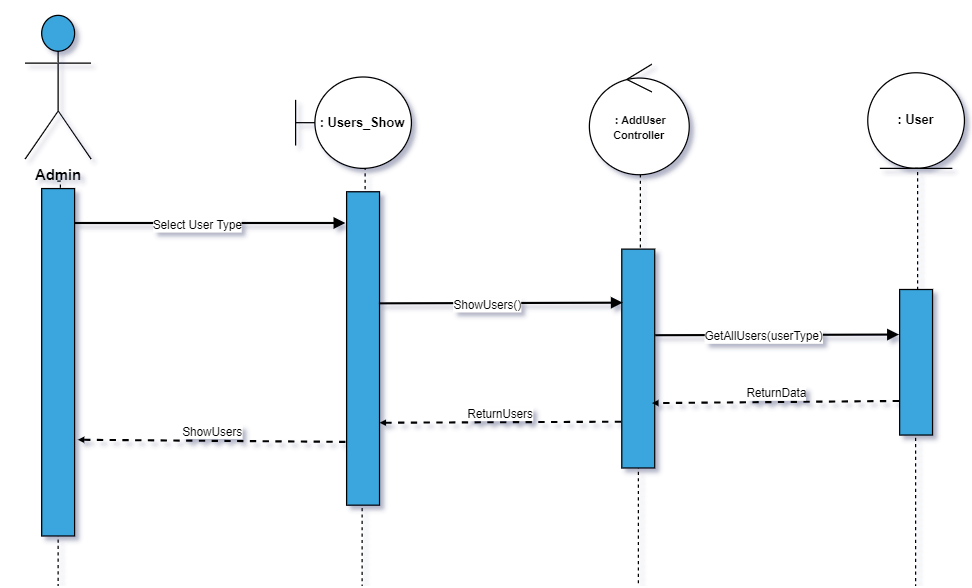 Admin
: Users_Show
: AddUser
Controller
: User
Select User Type
ShowUsers()
GetAllUsers(userType)
ReturnData
ReturnUsers
ShowUsers